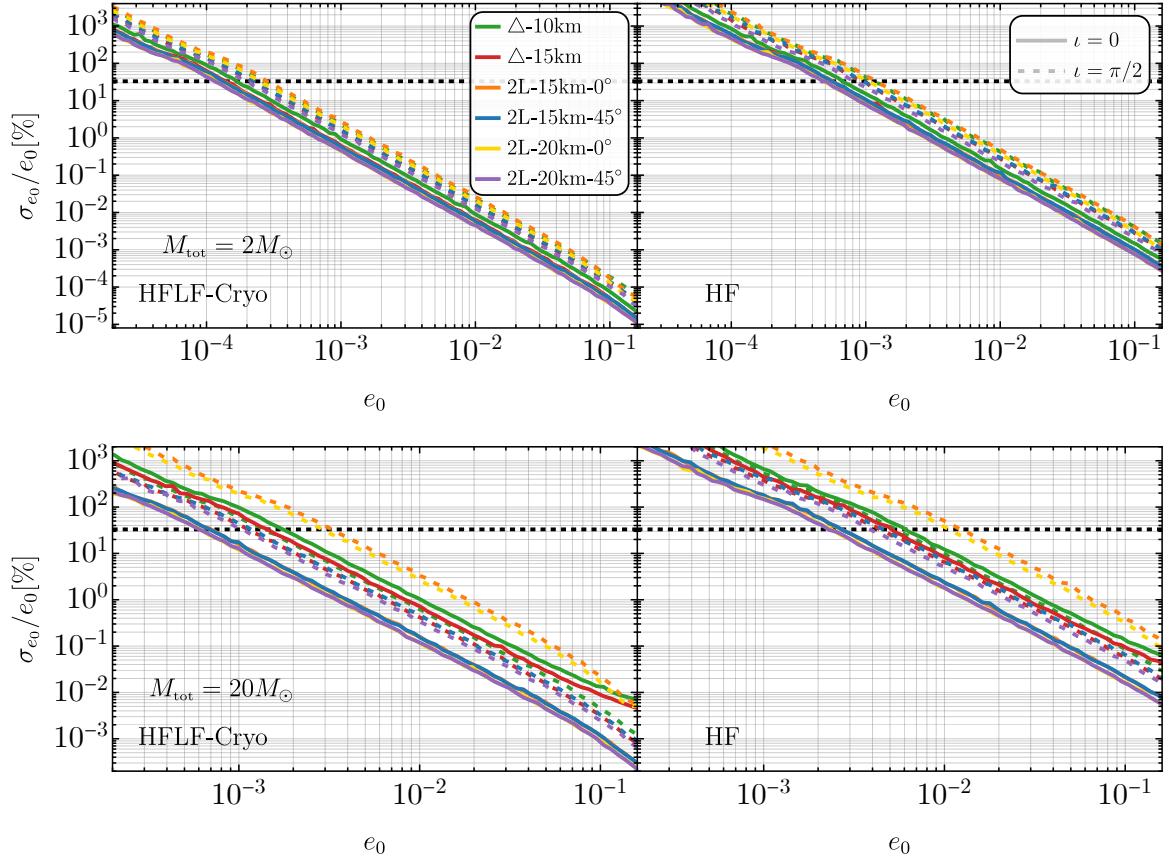 10^3
10^2
10^1
10^0
10^-1
10^-2
10^-3
10^-4
10^-5
σ_{e_0}/e_0[%]
△-10km
△-15km
2L-15km-0°
2L-15km-45°
2L-20km-0°
2L-20km-45°
ι = 0
ι = π/2
M_tot = 2M_⊙
HFLF-Cryo
HF
10^-4 10^-3 10^-2 10^-1
10^-4 10^-3 10^-2 10^-1
e_0
e_0
10^3
10^2
10^1
10^0
10^-1
10^-2
10^-3
σ_{e_0}/e_0[%]
M_tot = 20M_⊙
HFLF-Cryo
HF
10^-3 10^-2 10^-1
10^-3 10^-2 10^-1
e_0
e_0